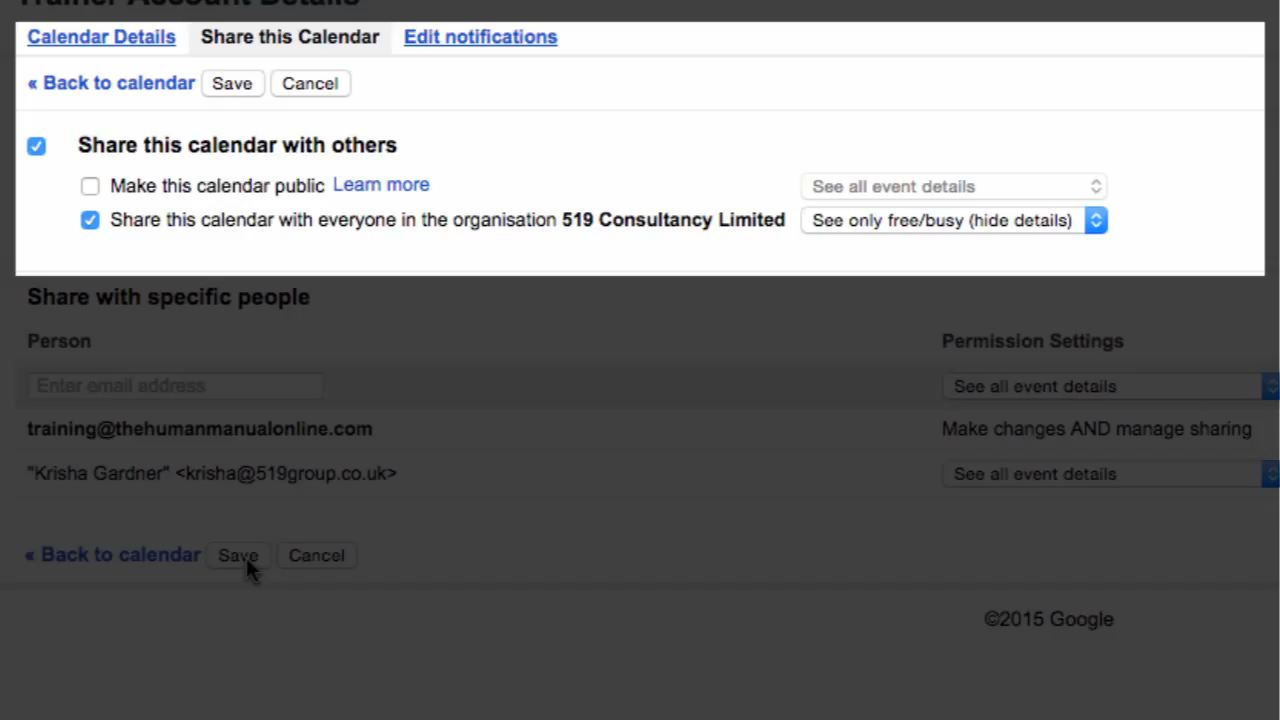 Trainer Account Details
Calendar Details Share this Calendar Edit notifications
« Back to calendar Save Cancel
Share this calendar with others
Make this calendar public Learn more See all event details
Share this calendar with everyone in the organisation 519 Consultancy Limited See only free/busy (hide details)
Share with specific people
Person Permission Settings
Enter email address See all event details
training@thehumanmanualonline.com Make changes AND manage sharing
"Krisha Gardner" <krisha@519group.co.uk> See all event details
« Back to calendar Save Cancel
©2015 Google